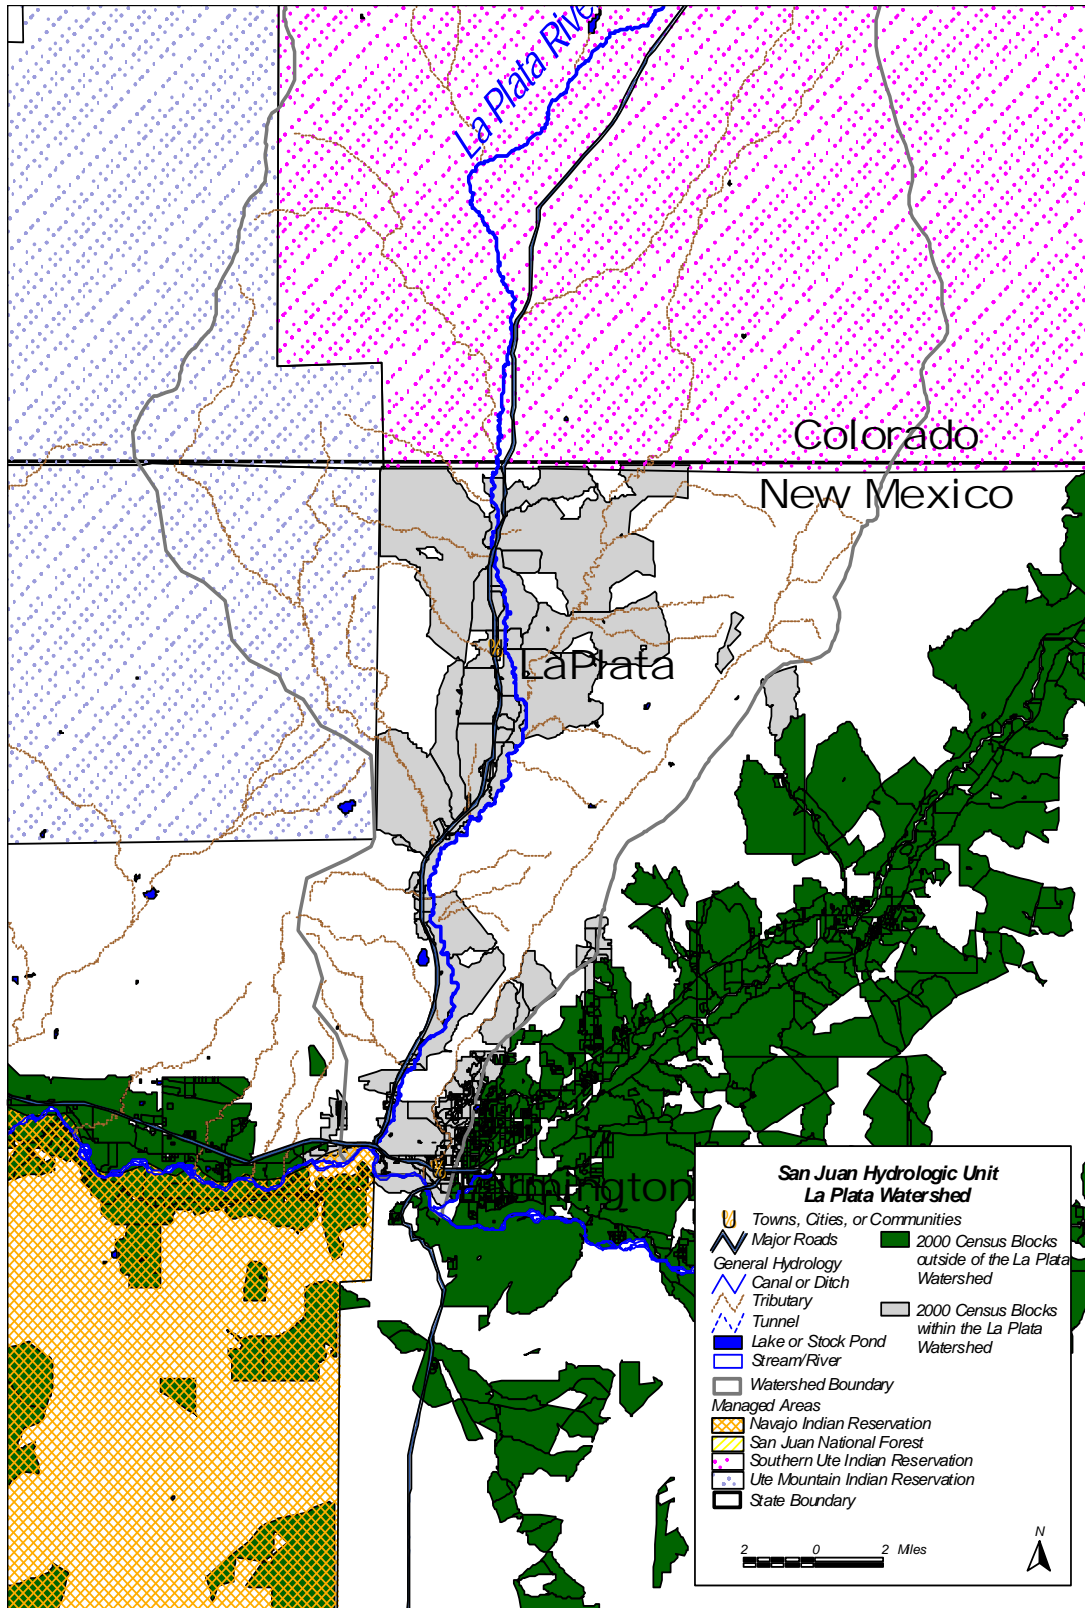 La Plata River
Colorado
New Mexico
LaPlata
Farmington
San Juan Hydrologic Unit
La Plata Watershed
Towns, Cities, or Communities
Major Roads
General Hydrology
Canal or Ditch
Tributary
Tunnel
Lake or Stock Pond
Stream/River
Watershed Boundary
Managed Areas
Navajo Indian Reservation
San Juan National Forest
Southern Ute Indian Reservation
Ute Mountain Indian Reservation
State Boundary
2000 Census Blocks
outside of the La Plata
Watershed
2000 Census Blocks
within the La Plata
Watershed
2 0 2 Miles
N